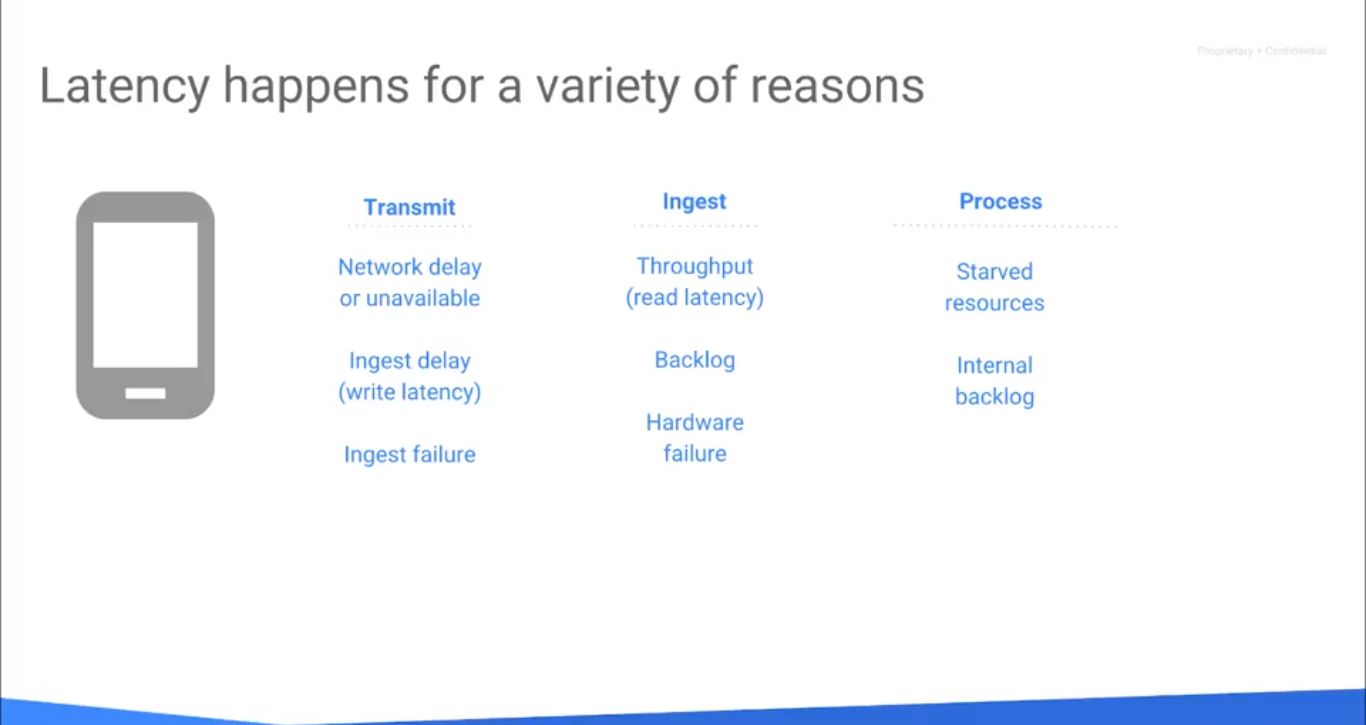 Proprietary + Confidential
Latency happens for a variety of reasons
Transmit
Network delay
or unavailable
Ingest delay
(write latency)
Ingest failure
Ingest
Throughput
(read latency)
Backlog
Hardware
failure
Process
Starved
resources
Internal
backlog